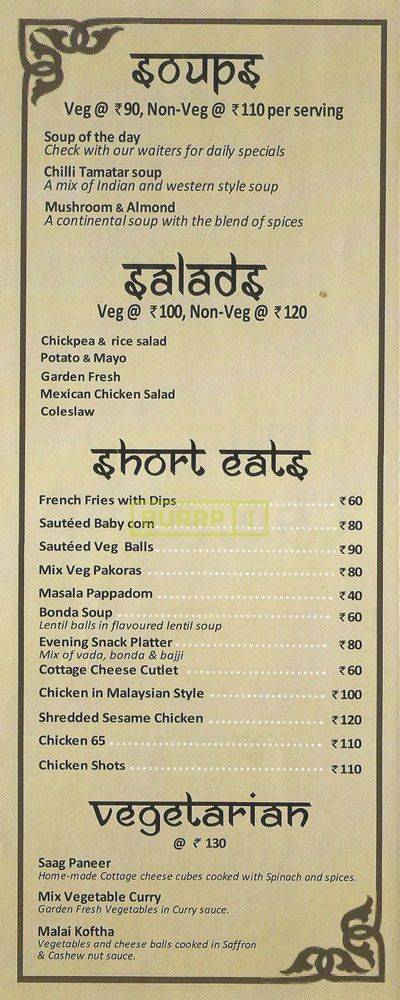 Soups
Veg @ ₹90, Non-Veg @ ₹110 per serving
Soup of the day
Check with our waiters for daily specials
Chilli Tamatar soup
A mix of Indian and western style soup
Mushroom & Almond
A continental soup with the blend of spices
Salads
Veg @ ₹100, Non-Veg @ ₹120
Chickpea & rice salad
Potato & Mayo
Garden Fresh
Mexican Chicken Salad
Coleslaw
Short Eats
French Fries with Dips ₹60
Sautéed Baby corn ₹80
BURRP!
Sautéed Veg Balls ₹90
Mix Veg Pakoras ₹80
Masala Pappadom ₹40
Bonda Soup ₹60
Lentil balls in flavoured lentil soup
Evening Snack Platter ₹80
Mix of vada, bonda & bajji
Cottage Cheese Cutlet ₹60
Chicken in Malaysian Style ₹100
Shredded Sesame Chicken ₹120
Chicken 65 ₹110
Chicken Shots ₹110
Vegetarian
@ ₹ 130
Saag Paneer
Home-made Cottage cheese cubes cooked with Spinach and spices.
Mix Vegetable Curry
Garden Fresh Vegetables in Curry sauce.
Malai Koftha
Vegetables and cheese balls cooked in Saffron
& Cashew nut sauce.